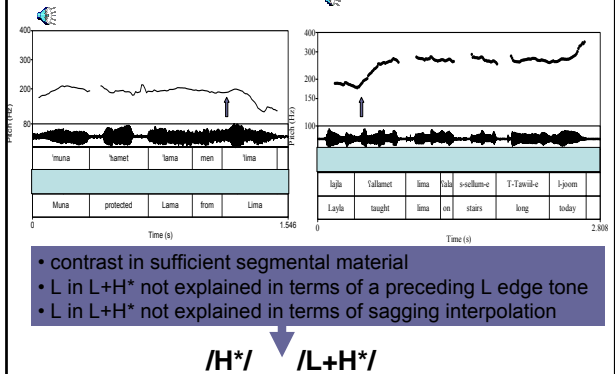 400
300
200
80
Pitch (Hz)
'muna 'hamet 'lama men 'lima
Muna protected Lama from Lima
0 1.546
Time (s)
400
300
200
100
Pitch (Hz)
lajla ʕallamet lima ʕala s-sellum-e T-Tawiil-e l-joom
Layla taught lima on stairs long today
0 2.808
Time (s)
• contrast in sufficient segmental material
• L in L+H* not explained in terms of a preceding L edge tone
• L in L+H* not explained in terms of sagging interpolation
/H*/ /L+H*/